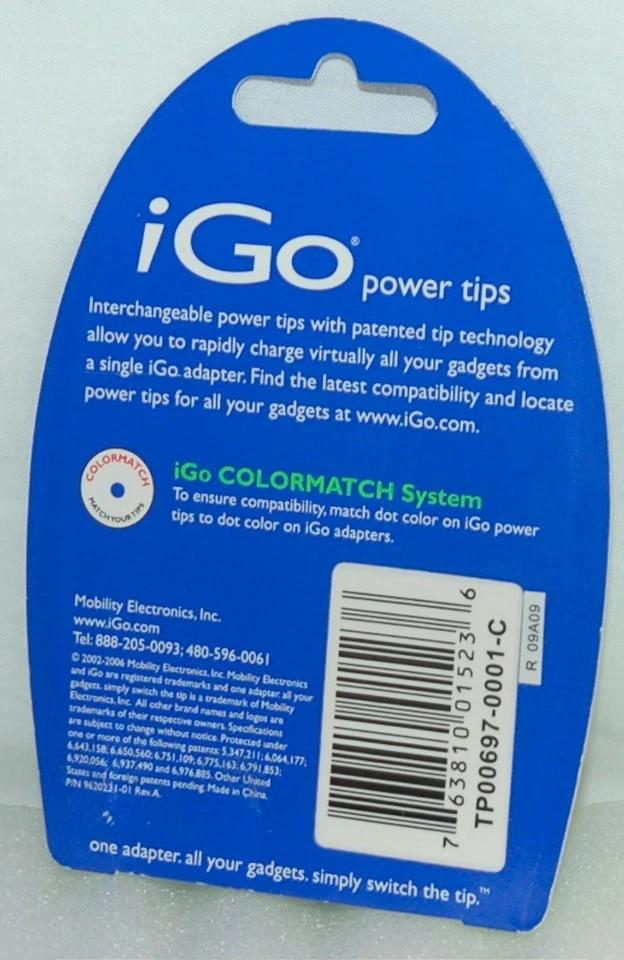 iGo® power tips
Interchangeable power tips with patented tip technology
allow you to rapidly charge virtually all your gadgets from
a single iGo adapter. Find the latest compatibility and locate
power tips for all your gadgets at www.iGo.com.
COLORMATCH
MATCH YOUR TIPS
iGo COLORMATCH System
To ensure compatibility, match dot color on iGo power
tips to dot color on iGo adapters.
Mobility Electronics, Inc.
www.iGo.com
Tel: 888-205-0093; 480-596-0061
© 2002-2006 Mobility Electronics, Inc. Mobility Electronics
and iGo are registered trademarks and one adapter. all your
gadgets. simply switch the tip is a trademark of Mobility
Electronics, Inc. All other brand names and logos are
trademarks of their respective owners. Specifications
are subject to change without notice. Protected under
one or more of the following patents: 5,347,211; 6,064,177;
6,643,158; 6,650,560; 6,751,109; 6,775,163; 6,791,853;
6,920,056; 6,937,490 and 6,976,885. Other United
States and foreign patents pending. Made in China.
P/N 9620231-01 Rev.A.
7 63810 01523 6
TP00697-0001-C
R 09A09
one adapter. all your gadgets. simply switch the tip.™